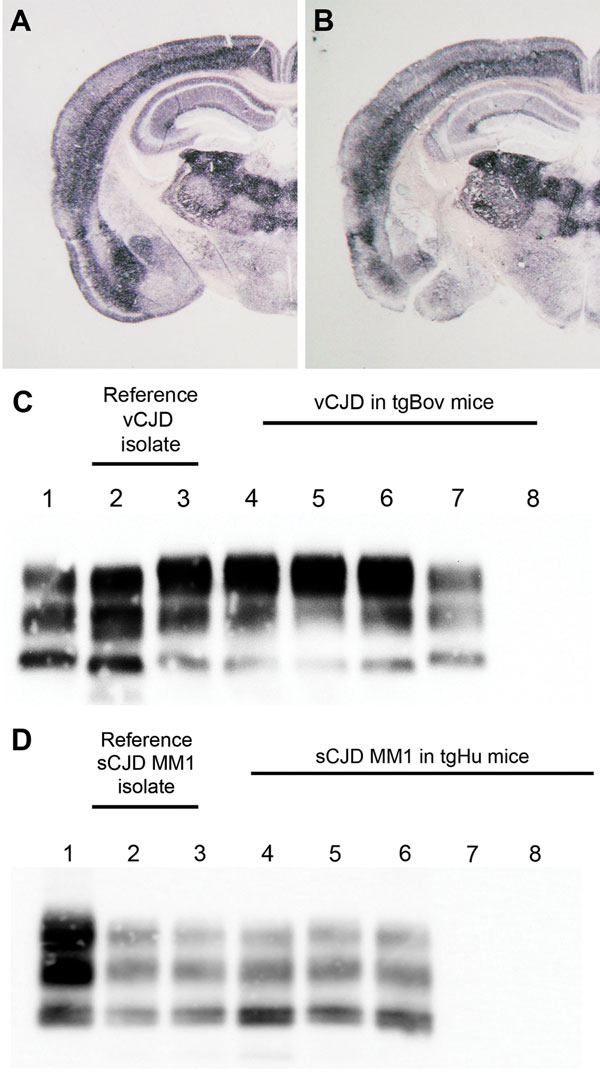 A
B
C
Reference
vCJD
isolate
vCJD in tgBov mice
1 2 3 4 5 6 7 8
D
Reference
sCJD MM1
isolate
sCJD MM1 in tgHu mice
1 2 3 4 5 6 7 8